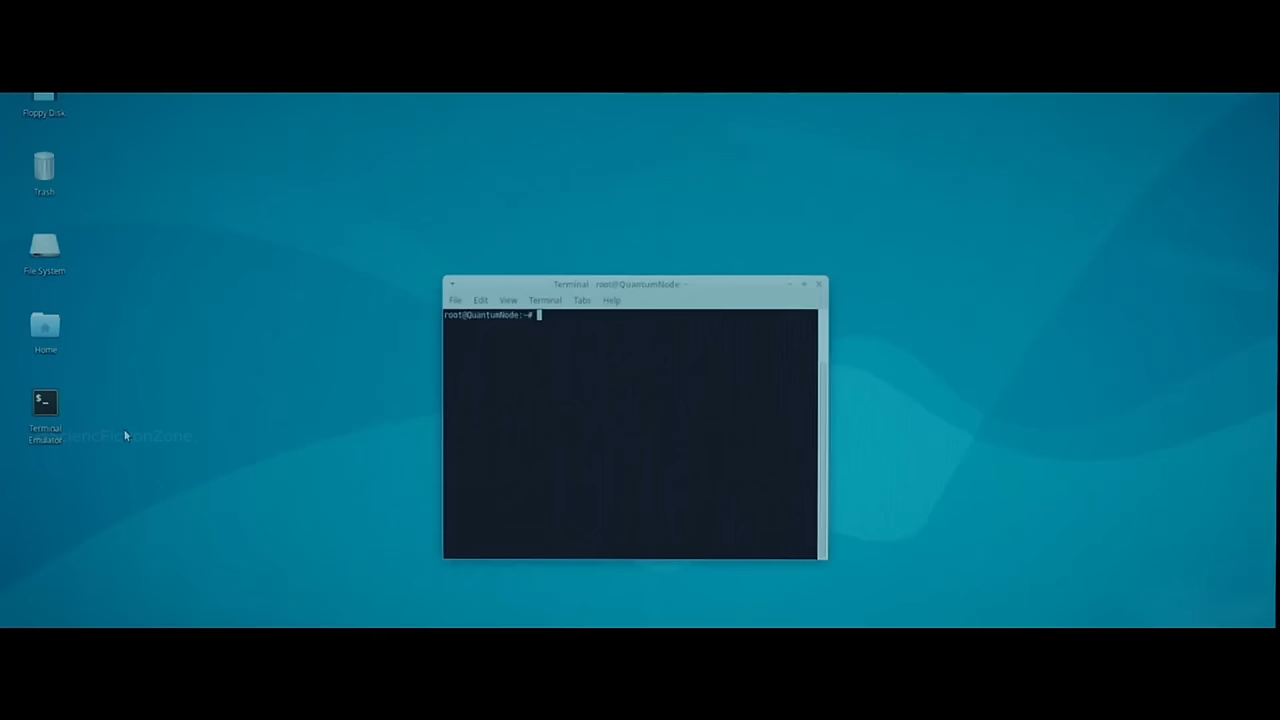 Floppy Disk
Trash
File System
Home
Terminal
Emulator
Terminal root@QuantumNode: ~
File Edit View Terminal Tabs Help
root@QuantumNode:~#